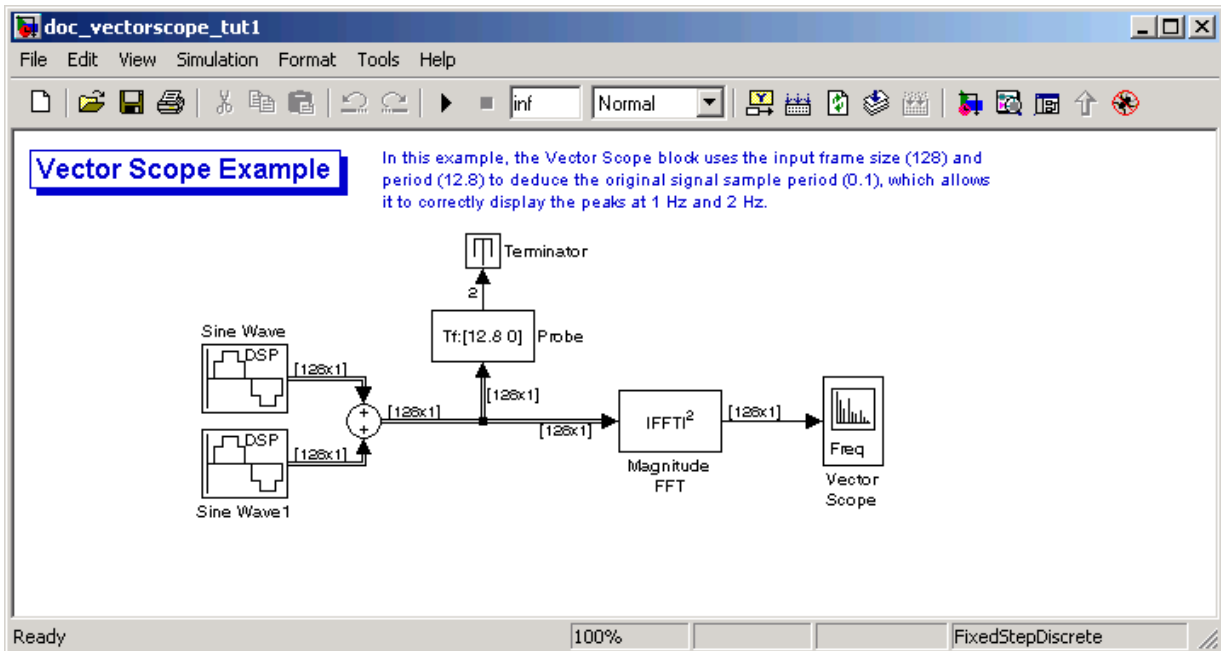 doc_vectorscope_tut1
File Edit View Simulation Format Tools Help
inf Normal
Vector Scope Example
In this example, the Vector Scope block uses the input frame size (128) and
period (12.8) to deduce the original signal sample period (0.1), which allows
it to correctly display the peaks at 1 Hz and 2 Hz.
Terminator
2
Tf:[12.8 0] Probe
Sine Wave
DSP
[128x1]
[128x1]
[128x1]
[128x1]
+
+
|FFT|2
[128x1]
Freq
Magnitude
FFT
Vector
Scope
DSP
[128x1]
Sine Wave1
Ready 100% FixedStepDiscrete